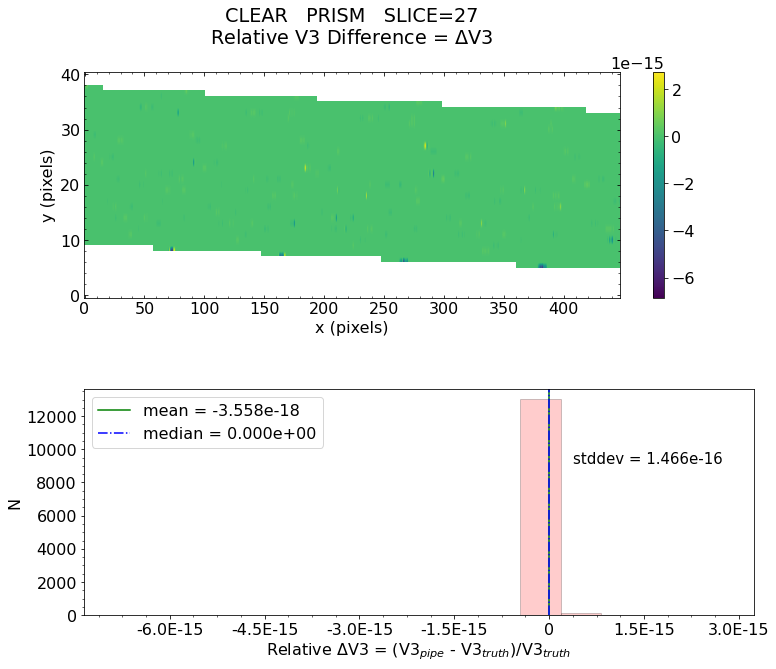 CLEAR PRISM SLICE=27
Relative V3 Difference = ΔV3
1e−15
40
30
20
10
0
y (pixels)
0 50 100 150 200 250 300 350 400
x (pixels)
2
0
−2
−4
−6
12000
10000
8000
6000
4000
2000
0
N
mean = -3.558e-18
median = 0.000e+00
stddev = 1.466e-16
-6.0E-15 -4.5E-15 -3.0E-15 -1.5E-15 0 1.5E-15 3.0E-15
Relative ΔV3 = (V3pipe - V3truth)/V3truth